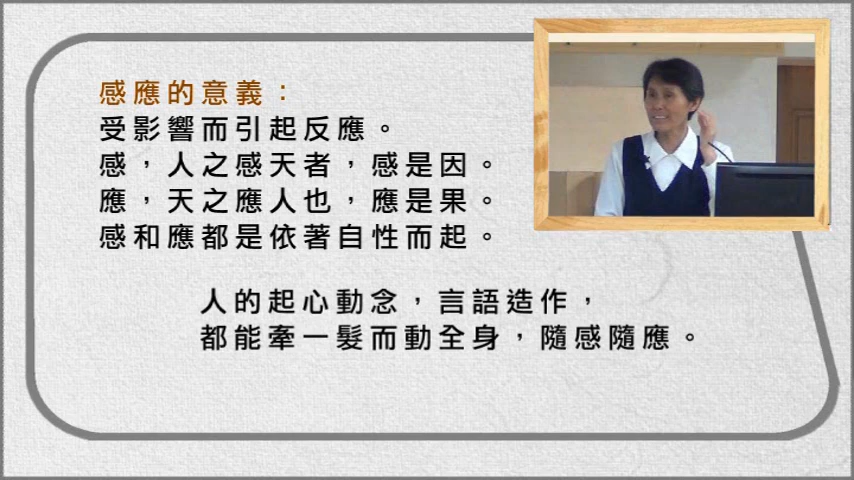 感應的意義：
受影響而引起反應。
感，人之感天者，感是因。
應，天之應人也，應是果。
感和應都是依著自性而起。
人的起心動念，言語造作，
都能牽一髮而動全身，隨感隨應。